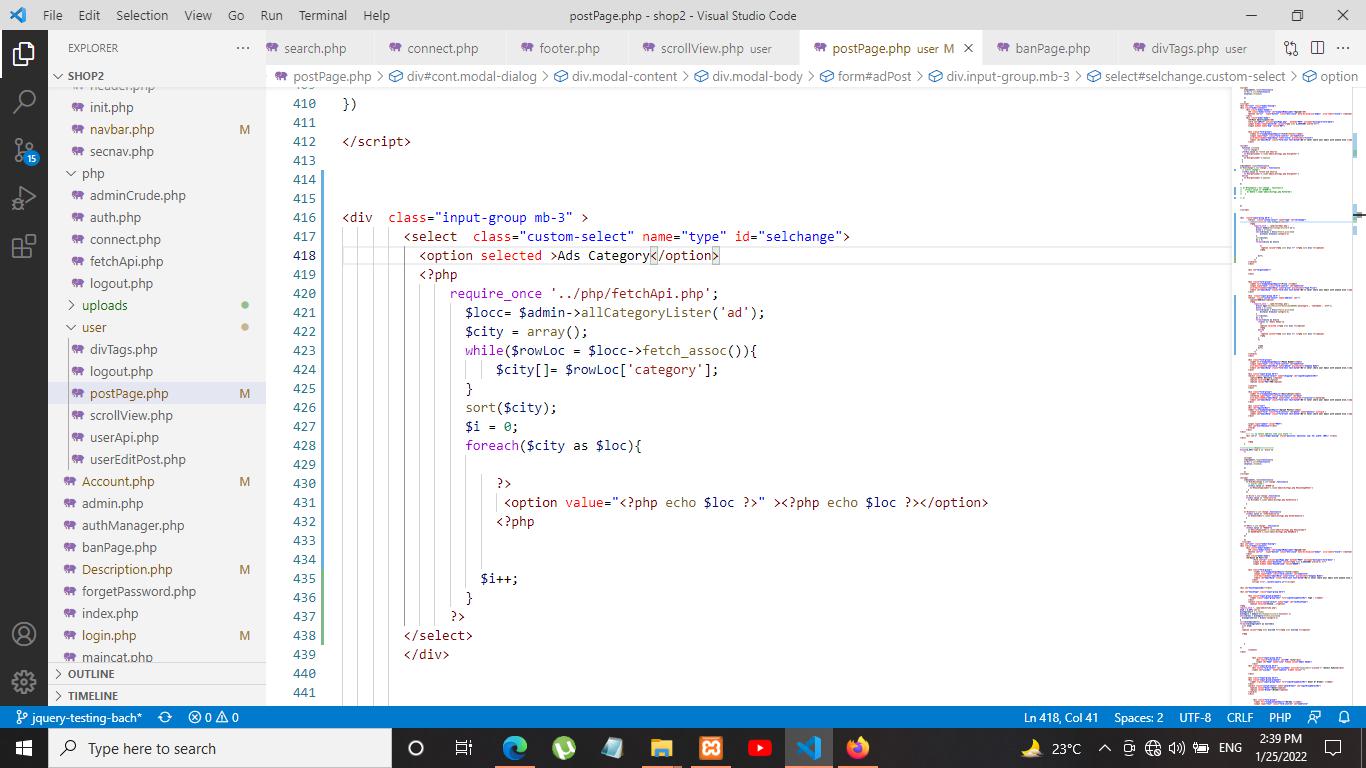 File Edit Selection View Go Run Terminal Help postPage.php - shop2 - Visual Studio Code
EXPLORER
search.php connect.php footer.php scrollView.php user postPage.php user M banPage.php divTags.php user
SHOP2
postPage.php > div#cont.modal-dialog > div.modal-content > div.modal-body > form#adPost > div.input-group.mb-3 > select#selchange.custom-select > option
header.php
init.php
navbar.php M
securp.php
php
adminCrude.php
auth.php
connect.php
fetchApi.php
logout.php
uploads
user
divTags.php
logout.php
postPage.php M
scrollView.php
userApi.php
userEditPost.php
Account.php M
admin.php
authManager.php
banPage.php
Description.php M
forgetPassword.php
index.php
login.php M
maincat.php
OUTLINE
TIMELINE
409
410 })
411
412 </script>
413
414
415
416 <div  class="input-group mb-3" >
417 <select  class="custom-select" name="type" id="selchange">
418 <option selected >Ads Category</option>
419 <?php
420 require_once '../php/fetchApi.php';
421 $locc= $admin->allCategoryLister('ad');
422 $city = array();
423 while($rowLoc = $locc->fetch_assoc()){
424 $city[]= $rowLoc['category'];
425 }
426 sort($city);
427 $i = 0;
428 foreach($city as $loc){
429
430 ?>
431 <option value="<?php echo $loc ?>" ><?php echo $loc ?></option>
432 <?php
433
434
435 $i++;
436 }
437 ?>
438 </select>
439 </div>
440
441
jquery-testing-bach* 0 0 Ln 418, Col 41 Spaces: 2 UTF-8 CRLF PHP
15
Type here to search 23°C ENG 2:39 PM
1/25/2022